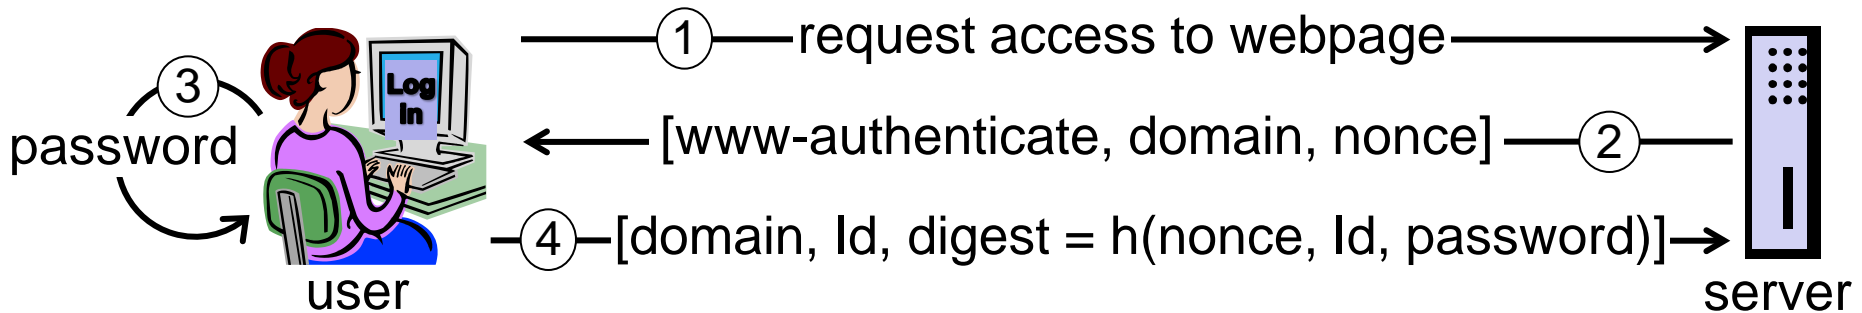 1 request access to webpage
3
Log
In
password
[www-authenticate, domain, nonce] 2
4 [domain, Id, digest = h(nonce, Id, password)]
user
server